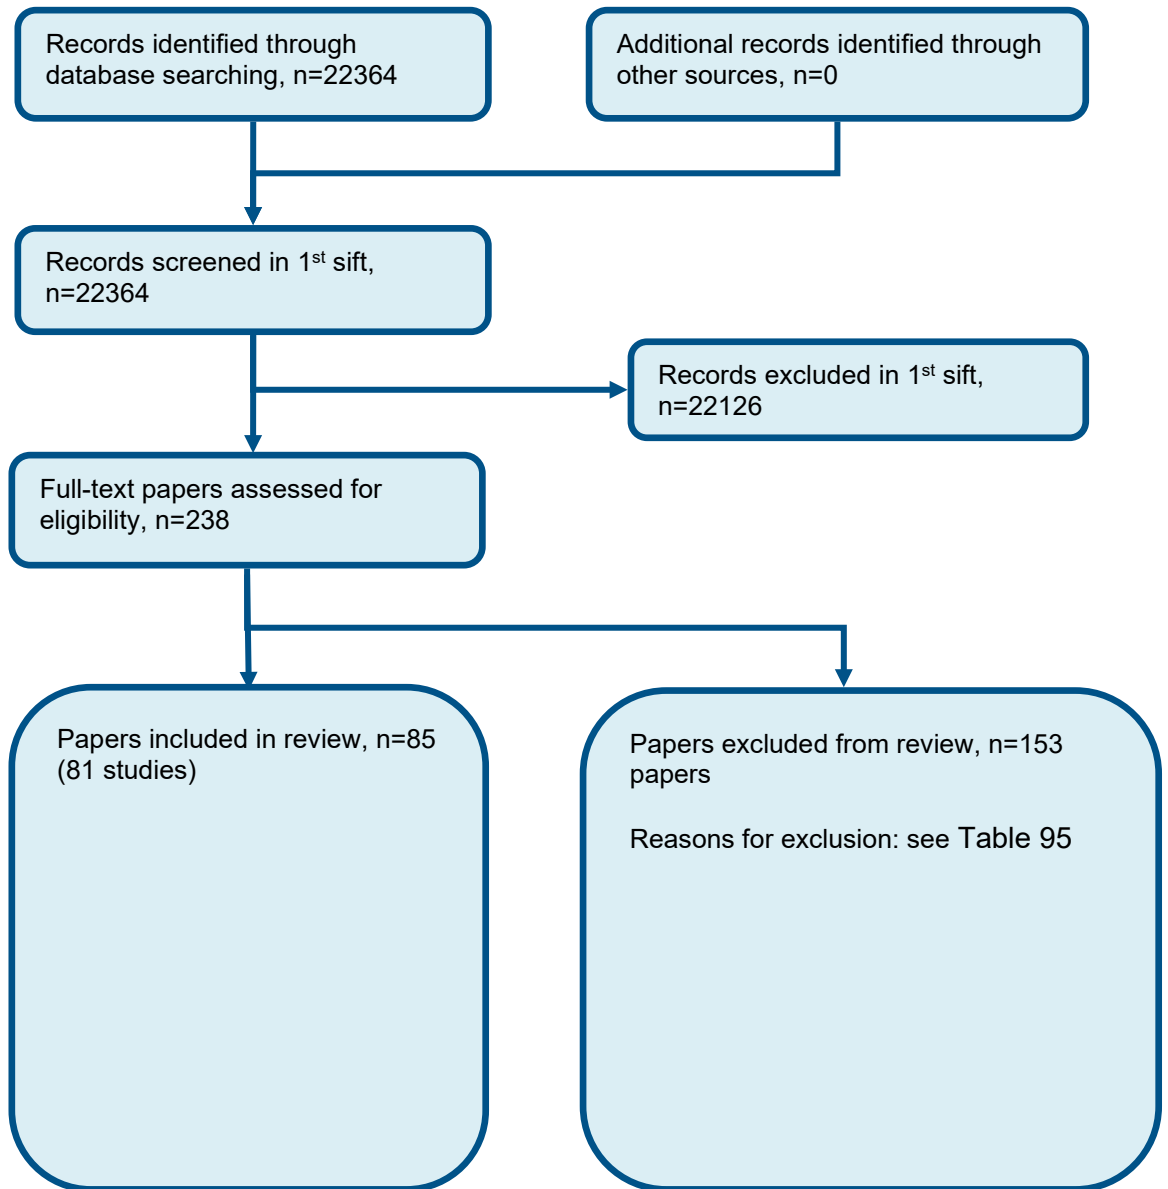 Records identified through
database searching, n=22364
Additional records identified through
other sources, n=0
Records screened in 1st sift,
n=22364
Records excluded in 1st sift,
n=22126
Full-text papers assessed for
eligibility, n=238
Papers included in review, n=85
(81 studies)
Papers excluded from review, n=153
papers
Reasons for exclusion: see Table 95